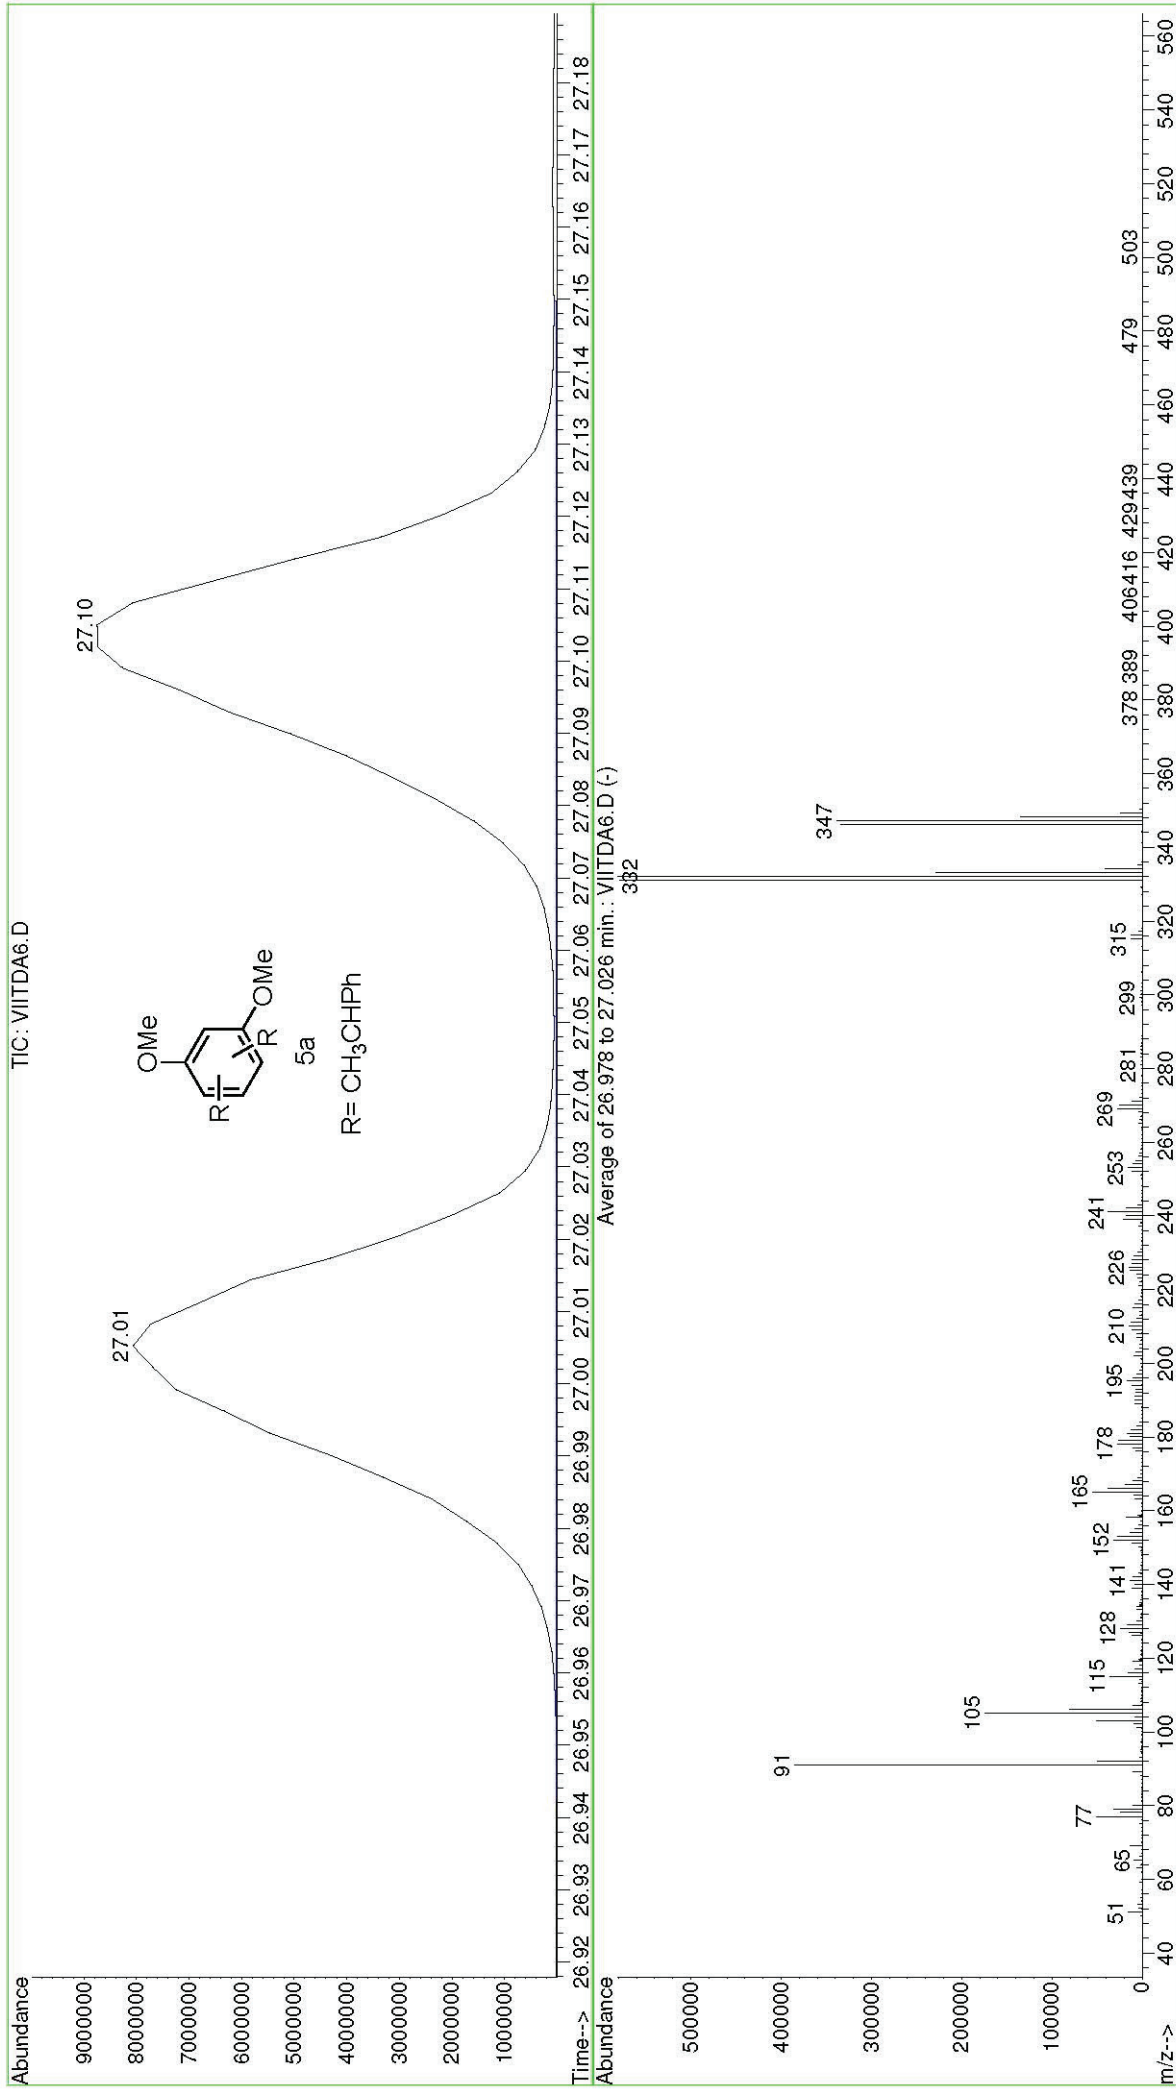 Abundance
TIC: VIITDA6.D
9000000
8000000
7000000
6000000
5000000
4000000
3000000
2000000
1000000
27.01
27.10
OMe
R
R
OMe
5a
R= CH₃CHPh
Time-->
26.92 26.93 26.94 26.95 26.96 26.97 26.98 26.99 27.00 27.01 27.02 27.03 27.04 27.05 27.06 27.07 27.08 27.09 27.10 27.11 27.12 27.13 27.14 27.15 27.16 27.17 27.18
Abundance
Average of 26.978 to 27.026 min.: VIITDA6.D (-)
500000
400000
300000
200000
100000
0
51 65 77 91 105 115 128 141 152 165 178 195 210 226 241 253 269 281 299 315 332 347 378 389 406 416 429 439 479 503
m/z-->
40 60 80 100 120 140 160 180 200 220 240 260 280 300 320 340 360 380 400 420 440 460 480 500 520 540 560